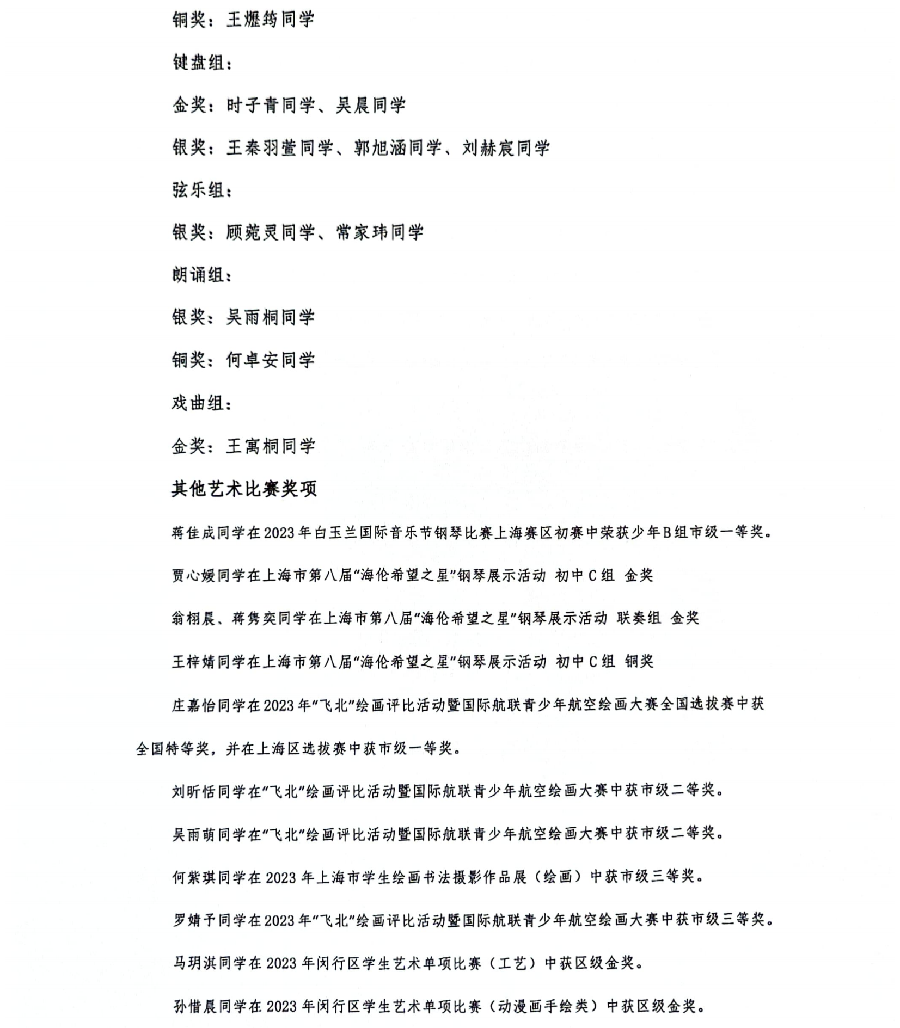 铜奖：王爏筠同学
键盘组：
金奖：时子青同学、吴晨同学
银奖：王秦羽萱同学、郭旭涵同学、刘赫宸同学
弦乐组：
银奖：顾菀灵同学、常家玮同学
朗诵组：
银奖：吴雨桐同学
铜奖：何卓安同学
戏曲组：
金奖：王寓桐同学
其他艺术比赛奖项
蒋佳成同学在2023年白玉兰国际音乐节钢琴比赛上海赛区初赛中荣获少年B组市级一等奖。
贾心媛同学在上海市第八届“海伦希望之星”钢琴展示活动 初中C组 金奖
翁栩晨、蒋隽奕同学在上海市第八届“海伦希望之星”钢琴展示活动 联奏组 金奖
王梓婧同学在上海市第八届“海伦希望之星”钢琴展示活动 初中C组 铜奖
庄嘉怡同学在2023年“飞北”绘画评比活动暨国际航联青少年航空绘画大赛全国选拔赛中获
全国特等奖，并在上海区选拔赛中获市级一等奖。
刘昕恬同学在“飞北”绘画评比活动暨国际航联青少年航空绘画大赛中获市级二等奖。
吴雨萌同学在“飞北”绘画评比活动暨国际航联青少年航空绘画大赛中获市级二等奖。
何紫琪同学在2023年上海市学生绘画书法摄影作品展（绘画）中获市级三等奖。
罗婧予同学在2023年“飞北”绘画评比活动暨国际航联青少年航空绘画大赛中获市级三等奖。
马玥淇同学在2023年闵行区学生艺术单项比赛（工艺）中获区级金奖。
孙惜晨同学在2023年闵行区学生艺术单项比赛（动漫画手绘类）中获区级金奖。